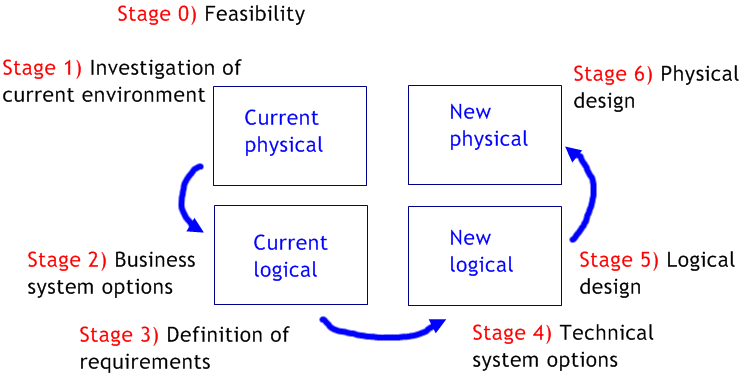 Stage 0) Feasibility
Stage 1) Investigation of
current environment
Current
physical
New
physical
Stage 6) Physical
design
Stage 2) Business
system options
Current
logical
New
logical
Stage 5) Logical
design
Stage 3) Definition of
requirements
Stage 4) Technical
system options